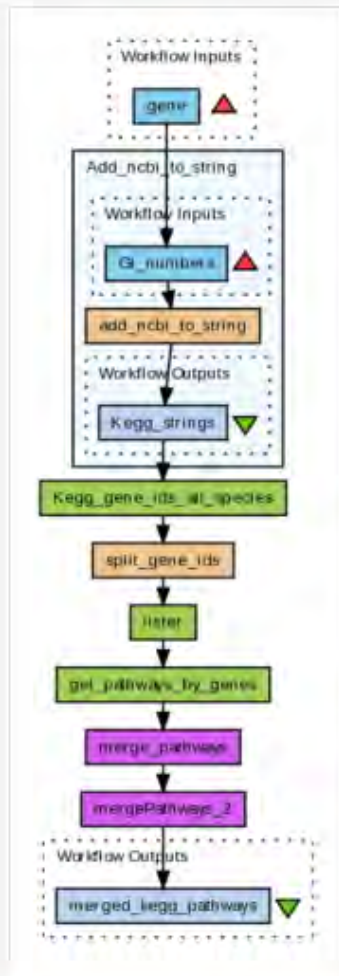 Workflow Inputs
gene
Add_ncbi_to_string
Workflow Inputs
Gi_numbers
add_ncbi_to_string
Workflow Outputs
Kegg_strings
Kegg_gene_ids_all_species
split_gene_ids
lister
get_pathways_by_genes
merge_pathways
mergePathways_2
Workflow Outputs
merged_kegg_pathways